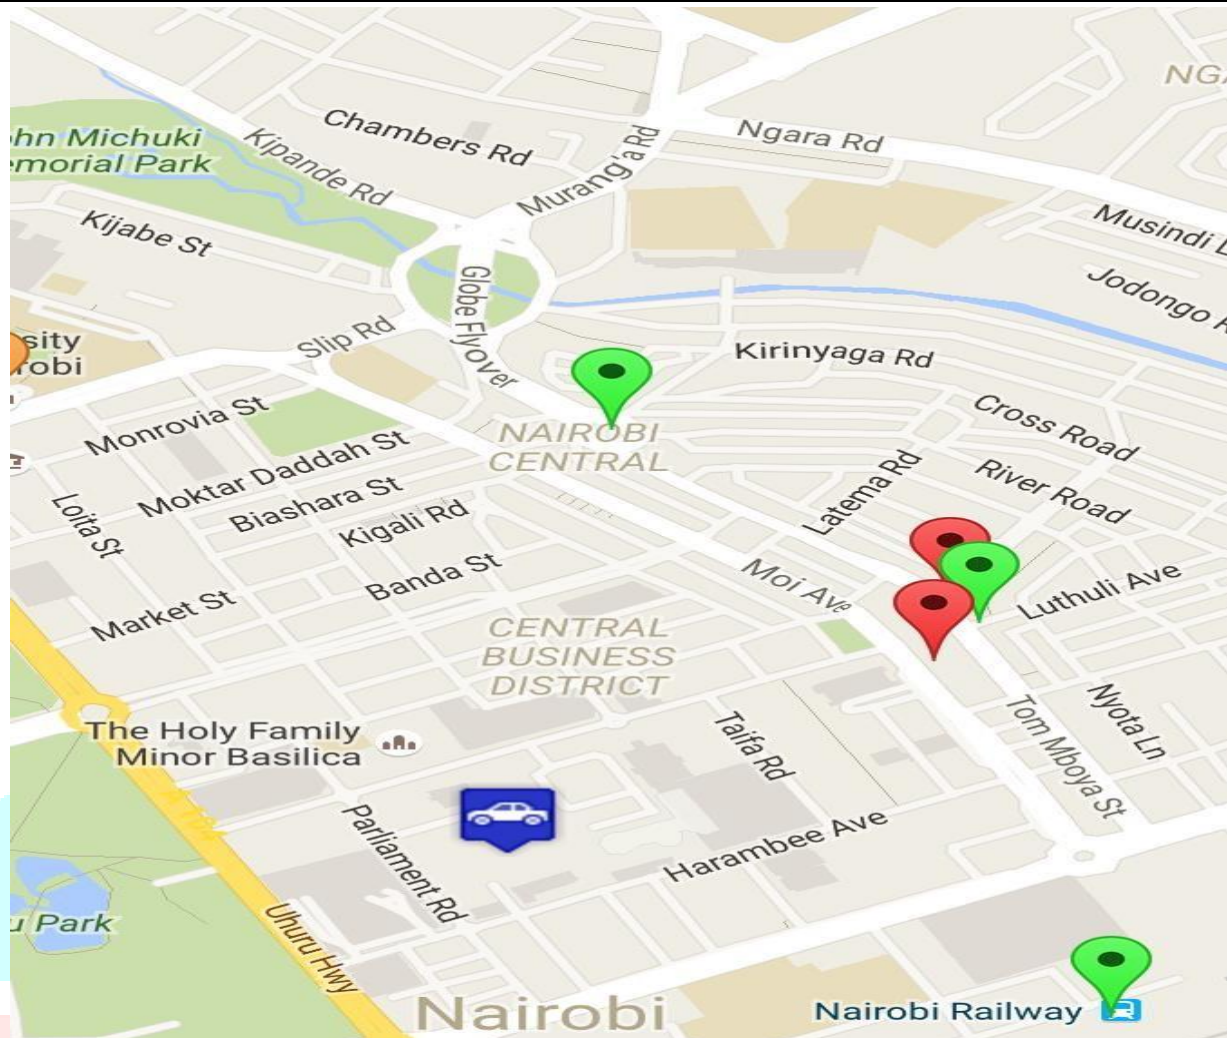 NGA
Chambers Rd
Ngara Rd
hn Michuki
emorial Park
Kipande Rd
Murang'a Rd
Kijabe St
Musindi L
Jodongo R
Globe Flyover
Slip Rd
sity
robi
Kirinyaga Rd
Monrovia St
Cross Road
NAIROBI
CENTRAL
Moktar Daddah St
Biashara St
Kigali Rd
Latema Rd
River Road
Loita St
Banda St
Moi Ave
Luthuli Ave
Market St
CENTRAL
BUSINESS
DISTRICT
Nyota Ln
Tom Mboya St
The Holy Family
Minor Basilica
Taifa Rd
A 104
Parliament Rd
Harambee Ave
u Park
Uhuru Hwy
Nairobi
Nairobi Railway